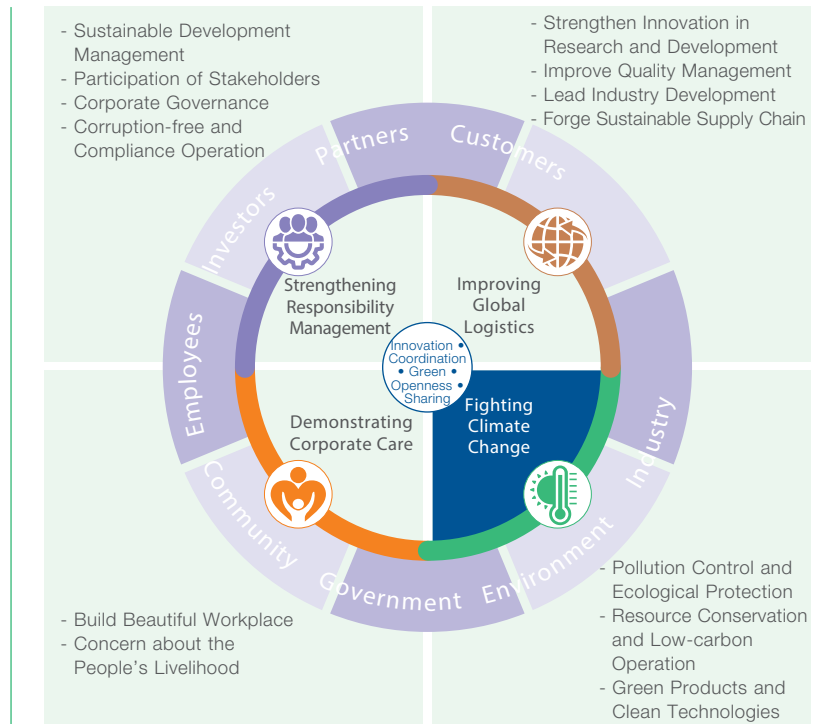 - Sustainable Development
Management
- Participation of Stakeholders
- Corporate Governance
- Corruption-free and
Compliance Operation
- Strengthen Innovation in
Research and Development
- Improve Quality Management
- Lead Industry Development
- Forge Sustainable Supply Chain
Partners
Customers
Investors
Employees
Industry
Community
Government
Environment
Strengthening
Responsibility
Management
Improving
Global
Logistics
Innovation •
Coordination
• Green •
Openness •
Sharing
Demonstrating
Corporate Care
Fighting
Climate
Change
- Build Beautiful Workplace
- Concern about the
People's Livelihood
- Pollution Control and
Ecological Protection
- Resource Conservation
and Low-carbon
Operation
- Green Products and
Clean Technologies